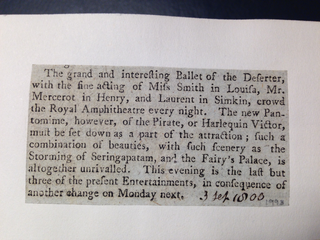 The grand and intereſting Ballet of the Deſerter,
with the fine acting of Miſs Smith in Louiſa, Mr.
Mercerot in Henry, and Laurent in Simkin, crowd
the Royal Amphitheatre every night. The new Pan-
tomime, however, of the Pirate, or Harlequin Victor,
muſt be ſet down as a part of the attraction; ſuch a
combination of beauties, with ſuch ſcenery as the
Storming of Seringapatam, and the Fairy's Palace, is
altogether unrivalled. This evening is the laſt but
three of the preſent Entertainments, in conſequence of
another change on Monday next. 3 Sep 1800